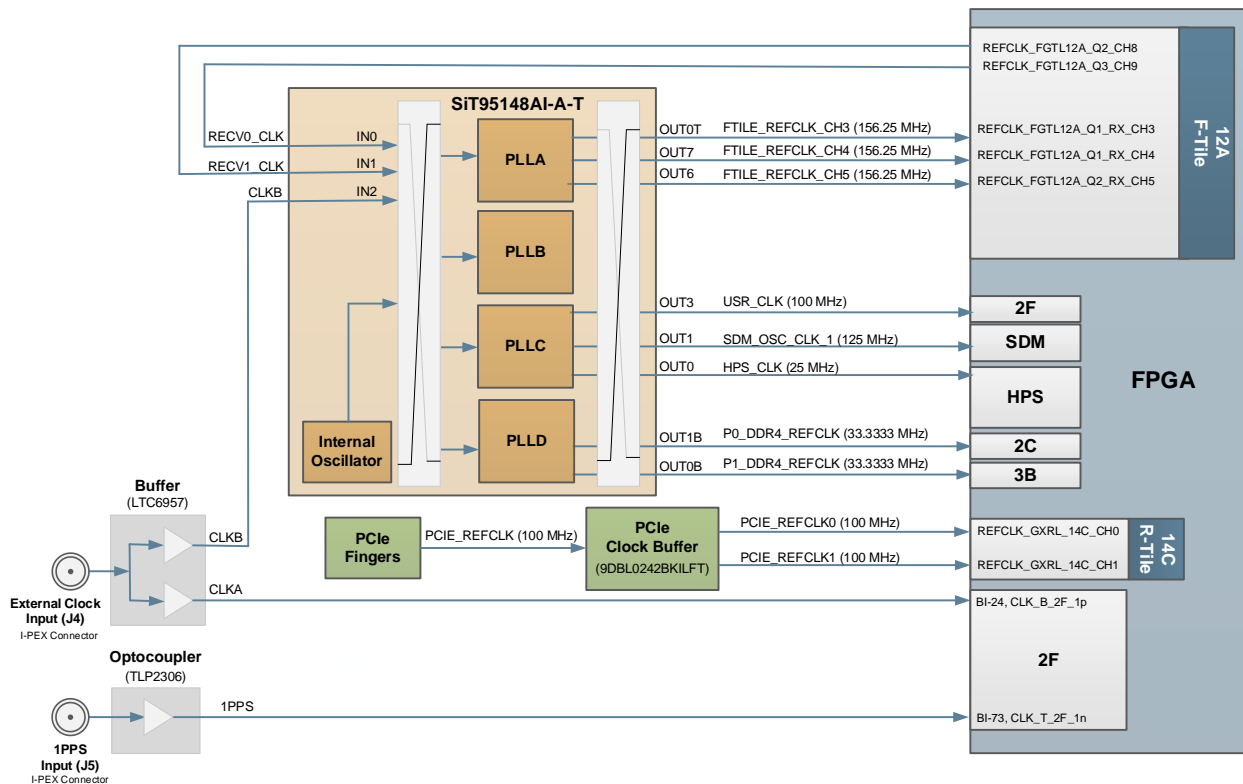 REFCLK_FGTL12A_Q2_CH8
REFCLK_FGTL12A_Q3_CH9
12A
F-Tile
SiT95148AI-A-T
RECV0_CLK
IN0
RECV1_CLK
IN1
CLKB
IN2
PLLA
OUT0T
FTILE_REFCLK_CH3 (156.25 MHz)
REFCLK_FGTL12A_Q1_RX_CH3
OUT7
FTILE_REFCLK_CH4 (156.25 MHz)
REFCLK_FGTL12A_Q1_RX_CH4
OUT6
FTILE_REFCLK_CH5 (156.25 MHz)
REFCLK_FGTL12A_Q2_RX_CH5
PLLB
OUT3
USR_CLK (100 MHz)
2F
PLLC
OUT1
SDM_OSC_CLK_1 (125 MHz)
SDM
OUT0
HPS_CLK (25 MHz)
HPS
FPGA
Internal
Oscillator
PLLD
OUT1B
P0_DDR4_REFCLK (33.3333 MHz)
2C
OUT0B
P1_DDR4_REFCLK (33.3333 MHz)
3B
Buffer
(LTC6957)
CLKB
CLKA
External Clock
Input (J4)
I-PEX Connector
PCIe
Fingers
PCIE_REFCLK (100 MHz)
PCIe
Clock Buffer
(9DBL0242BKILFT)
PCIE_REFCLK0 (100 MHz)
REFCLK_GXRL_14C_CH0
PCIE_REFCLK1 (100 MHz)
REFCLK_GXRL_14C_CH1
14C
R-Tile
BI-24, CLK_B_2F_1p
2F
BI-73, CLK_T_2F_1n
Optocoupler
(TLP2306)
1PPS
1PPS
Input (J5)
I-PEX Connector